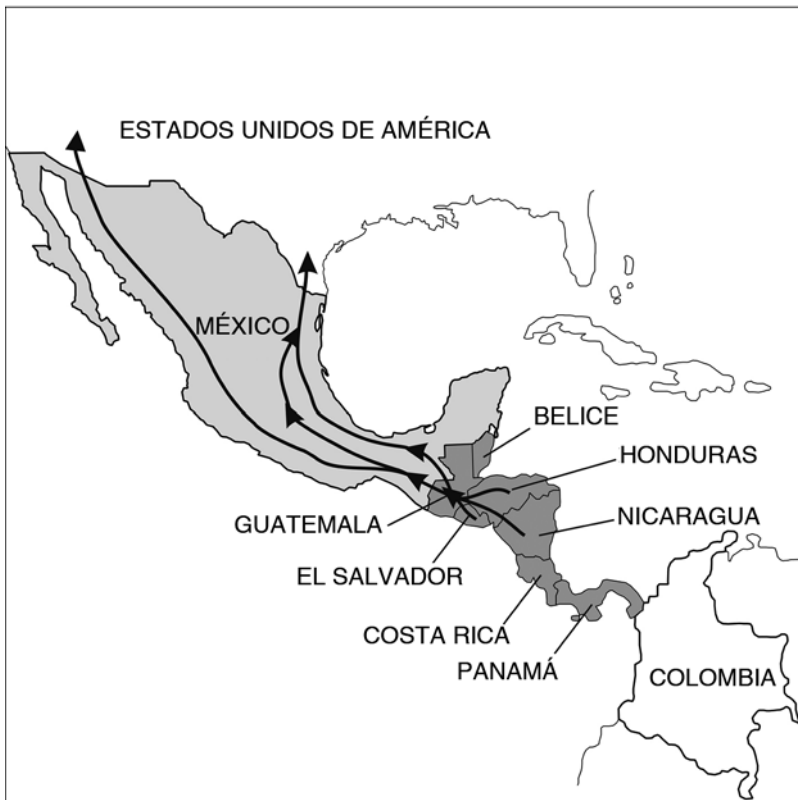 ESTADOS UNIDOS DE AMÉRICA
MÉXICO
BELICE
HONDURAS
GUATEMALA
NICARAGUA
EL SALVADOR
COSTA RICA
PANAMÁ
COLOMBIA